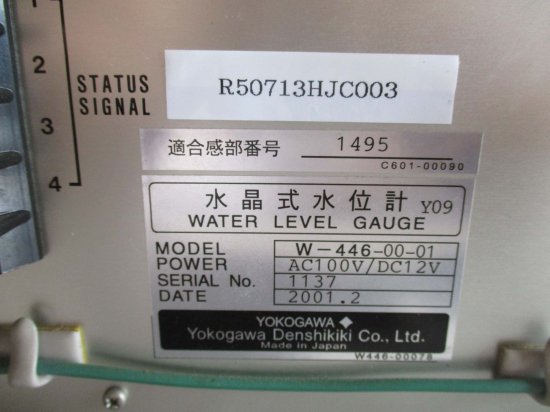 1
2
3
4
STATUS
SIGNAL
R50713HJC003
適合感部番号 1495
C601-00090
水晶式水位計 Y09
WATER LEVEL GAUGE
MODEL W-446-00-01
POWER AC100V/DC12V
SERIAL No. 1137
DATE 2001.2
YOKOGAWA
Yokogawa Denshikiki Co., Ltd.
Made in Japan
W446-00078